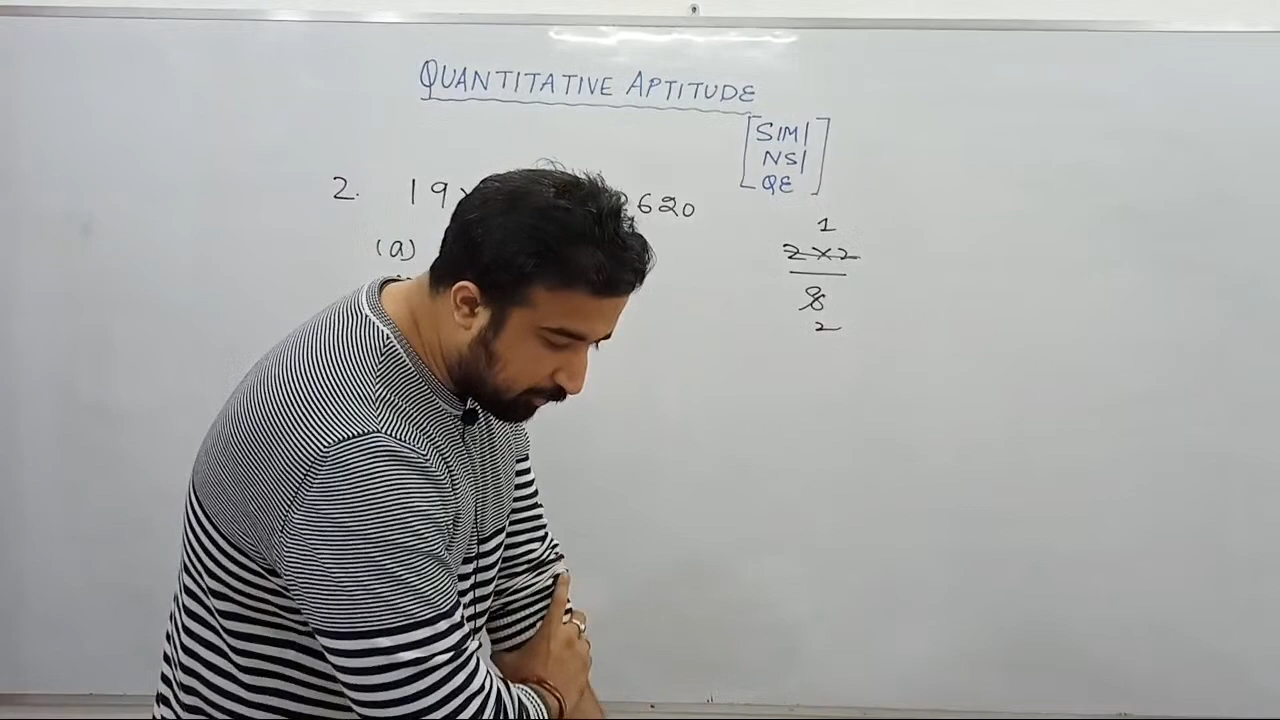 QUANTITATIVE APTITUDE
[SIM|
NS|
QE]
2. 19 620
(a)
1
2×2
8
2